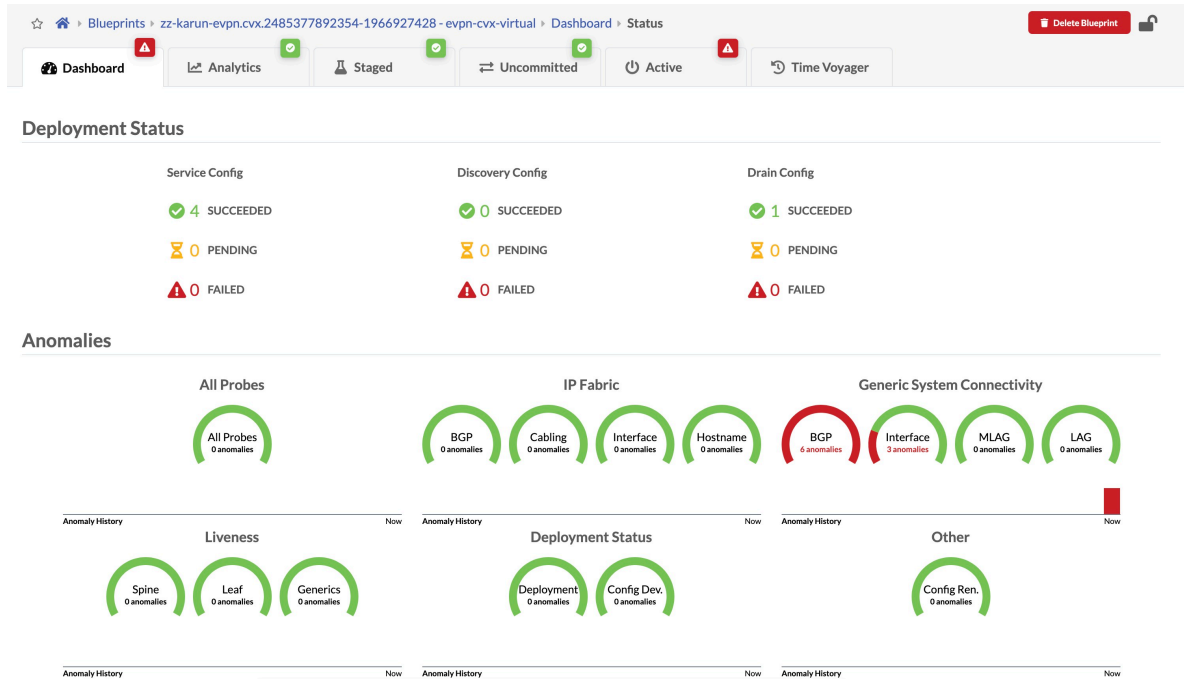 Blueprints zz-karun-evpn.cvx.2485377892354-1966927428 - evpn-cvx-virtual Dashboard Status
Delete Blueprint
Dashboard Analytics Staged Uncommitted Active Time Voyager
Deployment Status
Service Config Discovery Config Drain Config
4 SUCCEEDED 0 SUCCEEDED 1 SUCCEEDED
0 PENDING 0 PENDING 0 PENDING
0 FAILED 0 FAILED 0 FAILED
Anomalies
All Probes IP Fabric Generic System Connectivity
All Probes BGP Cabling Interface Hostname BGP Interface MLAG LAG
0 anomalies 0 anomalies 0 anomalies 0 anomalies 0 anomalies 6 anomalies 3 anomalies 0 anomalies 0 anomalies
Anomaly History Now Anomaly History Now Anomaly History Now
Liveness Deployment Status Other
Spine Leaf Generics Deployment Config Dev. Config Ren.
0 anomalies 0 anomalies 0 anomalies 0 anomalies 0 anomalies 0 anomalies
Anomaly History Now Anomaly History Now Anomaly History Now